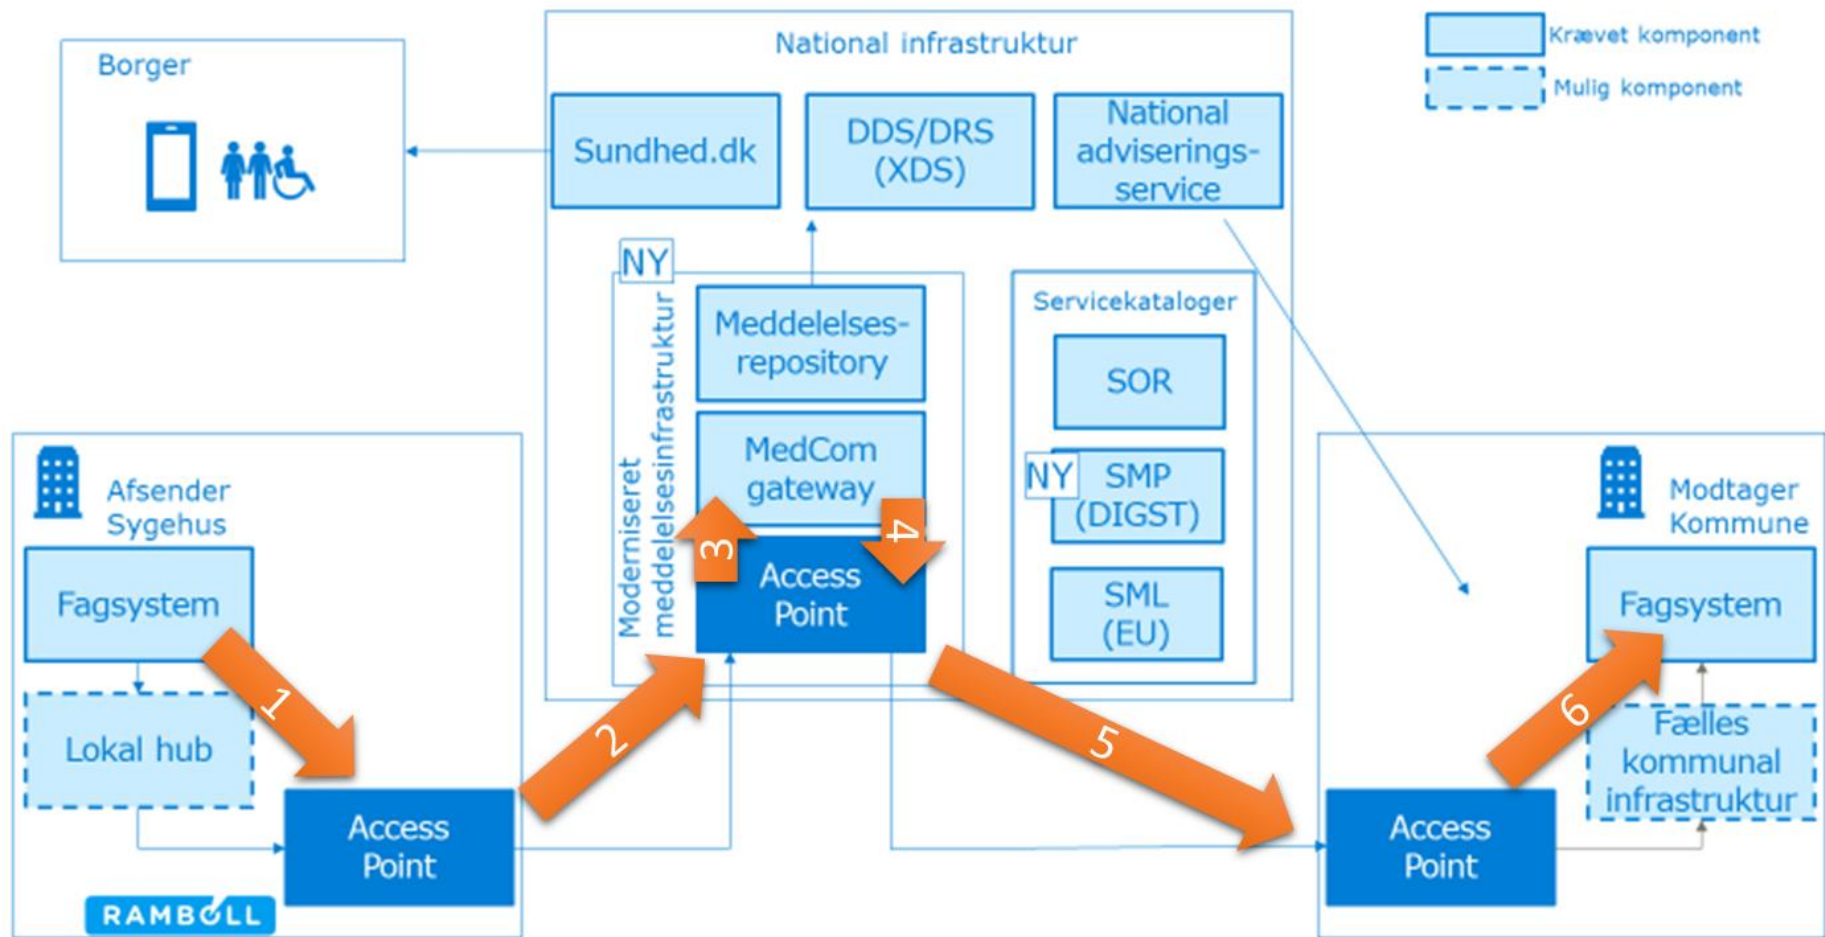 National infrastruktur
Krævet komponent
Mulig komponent
Borger
Sundhed.dk
DDS/DRS
(XDS)
National
adviserings-
service
NY
Moderniseret
meddelelsesinfrastruktur
Meddelelses-
repository
MedCom
gateway
3
4
Access
Point
Servicekataloger
SOR
NY
SMP
(DIGST)
SML
(EU)
Afsender
Sygehus
Fagsystem
1
Lokal hub
Access
Point
2
RAMBOLL
5
Modtager
Kommune
Fagsystem
6
Fælles
kommunal
infrastruktur
Access
Point